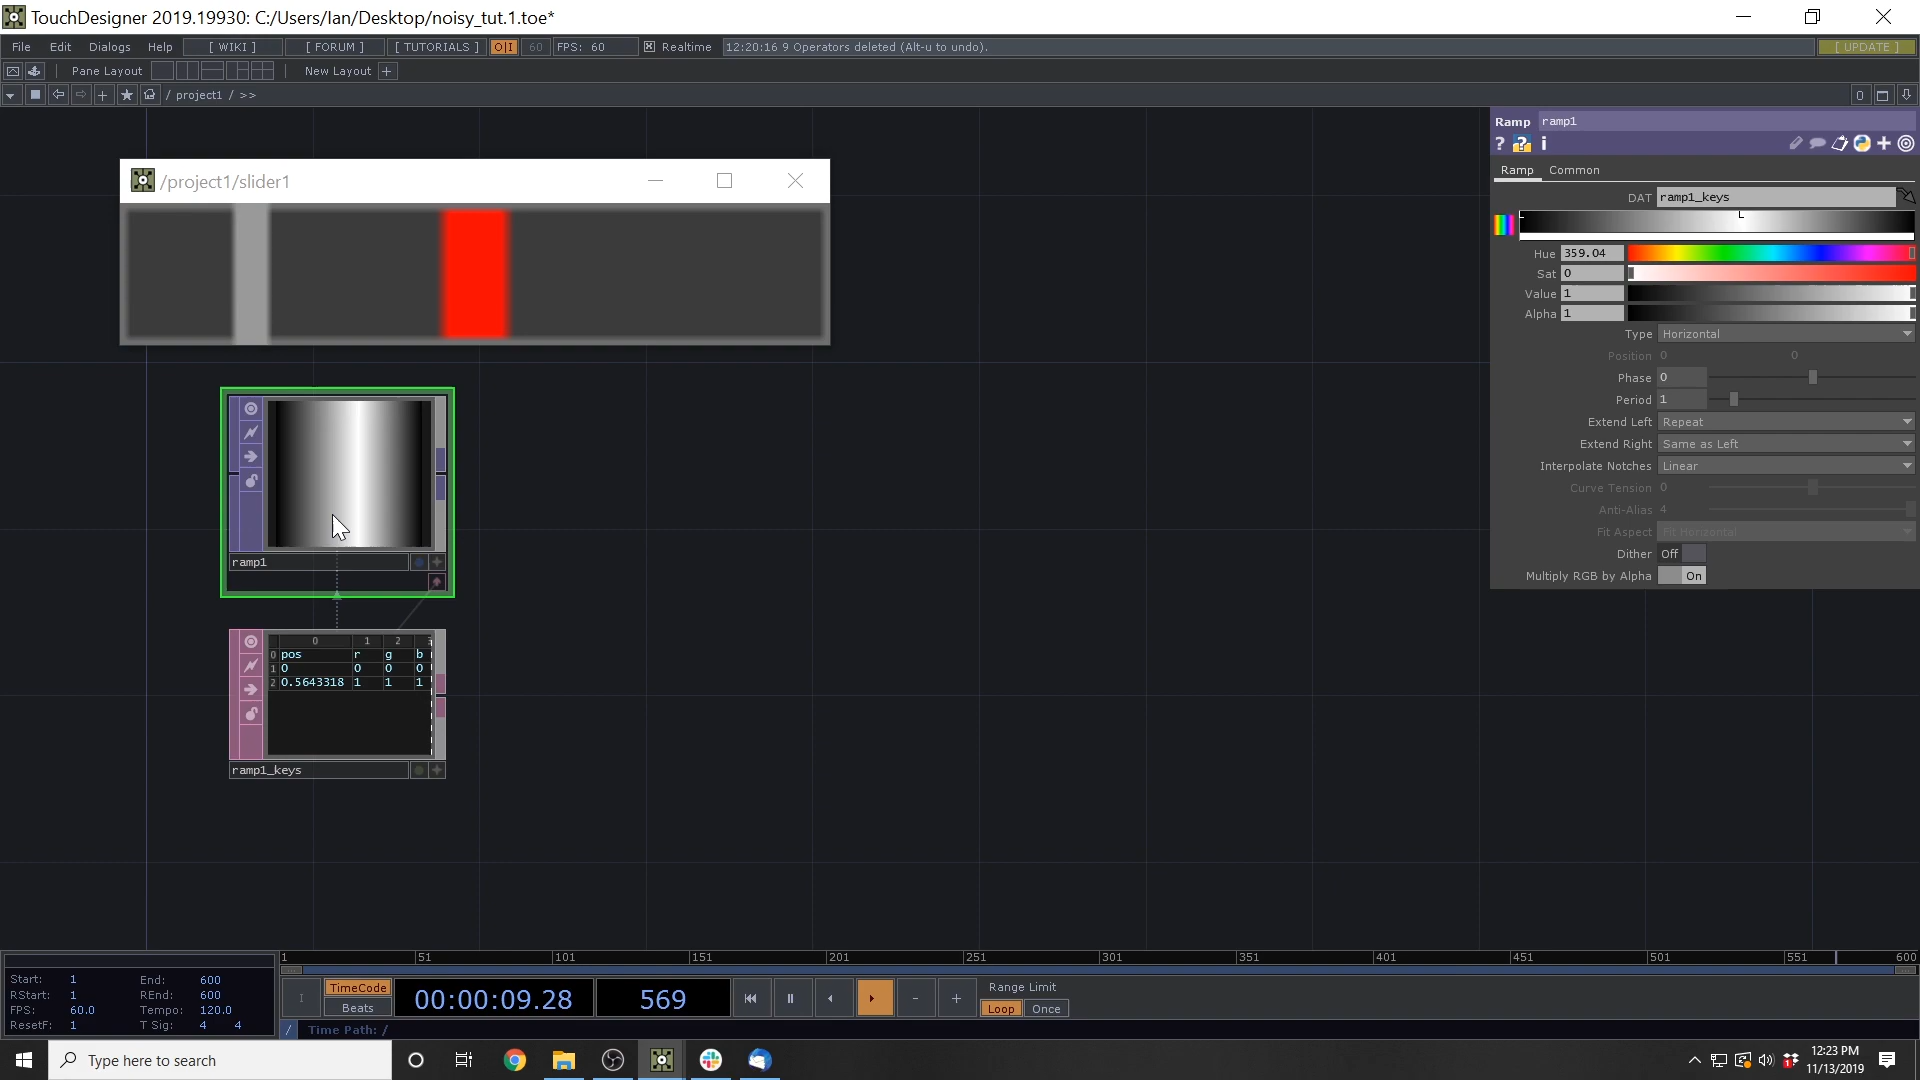 TouchDesigner 2019.19930: C:/Users/Ian/Desktop/noisy_tut.1.toe*
File Edit Dialogs Help [ WIKI ] [ FORUM ] [ TUTORIALS ] O|I 60 FPS: 60 Realtime 12:20:16 9 Operators deleted (Alt-u to undo). [ UPDATE ]
Pane Layout New Layout +
/ project1 / >> 0
/project1/slider1
Ramp ramp1
Ramp Common
DAT ramp1_keys
Hue 359.04
Sat 0
Value 1
Alpha 1
Type Horizontal
Position 0 0
Phase 0
Period 1
Extend Left Repeat
Extend Right Same as Left
Interpolate Notches Linear
Curve Tension 0
Anti-Alias 4
Fit Aspect Fit Horizontal
Dither Off
Multiply RGB by Alpha On
ramp1
0 1 2
0 pos r g b
1 0 0 0 0
2 0.5643318 1 1 1
ramp1_keys
1 51 101 151 201 251 301 351 401 451 501 551 600
Start: 1 End: 600
RStart: 1 REnd: 600
FPS: 60.0 Tempo: 120.0
ResetF: 1 T Sig: 4 4
TimeCode
Beats
00:00:09.28 569
Range Limit
Loop Once
/ Time Path: /
Type here to search
12:23 PM
11/13/2019